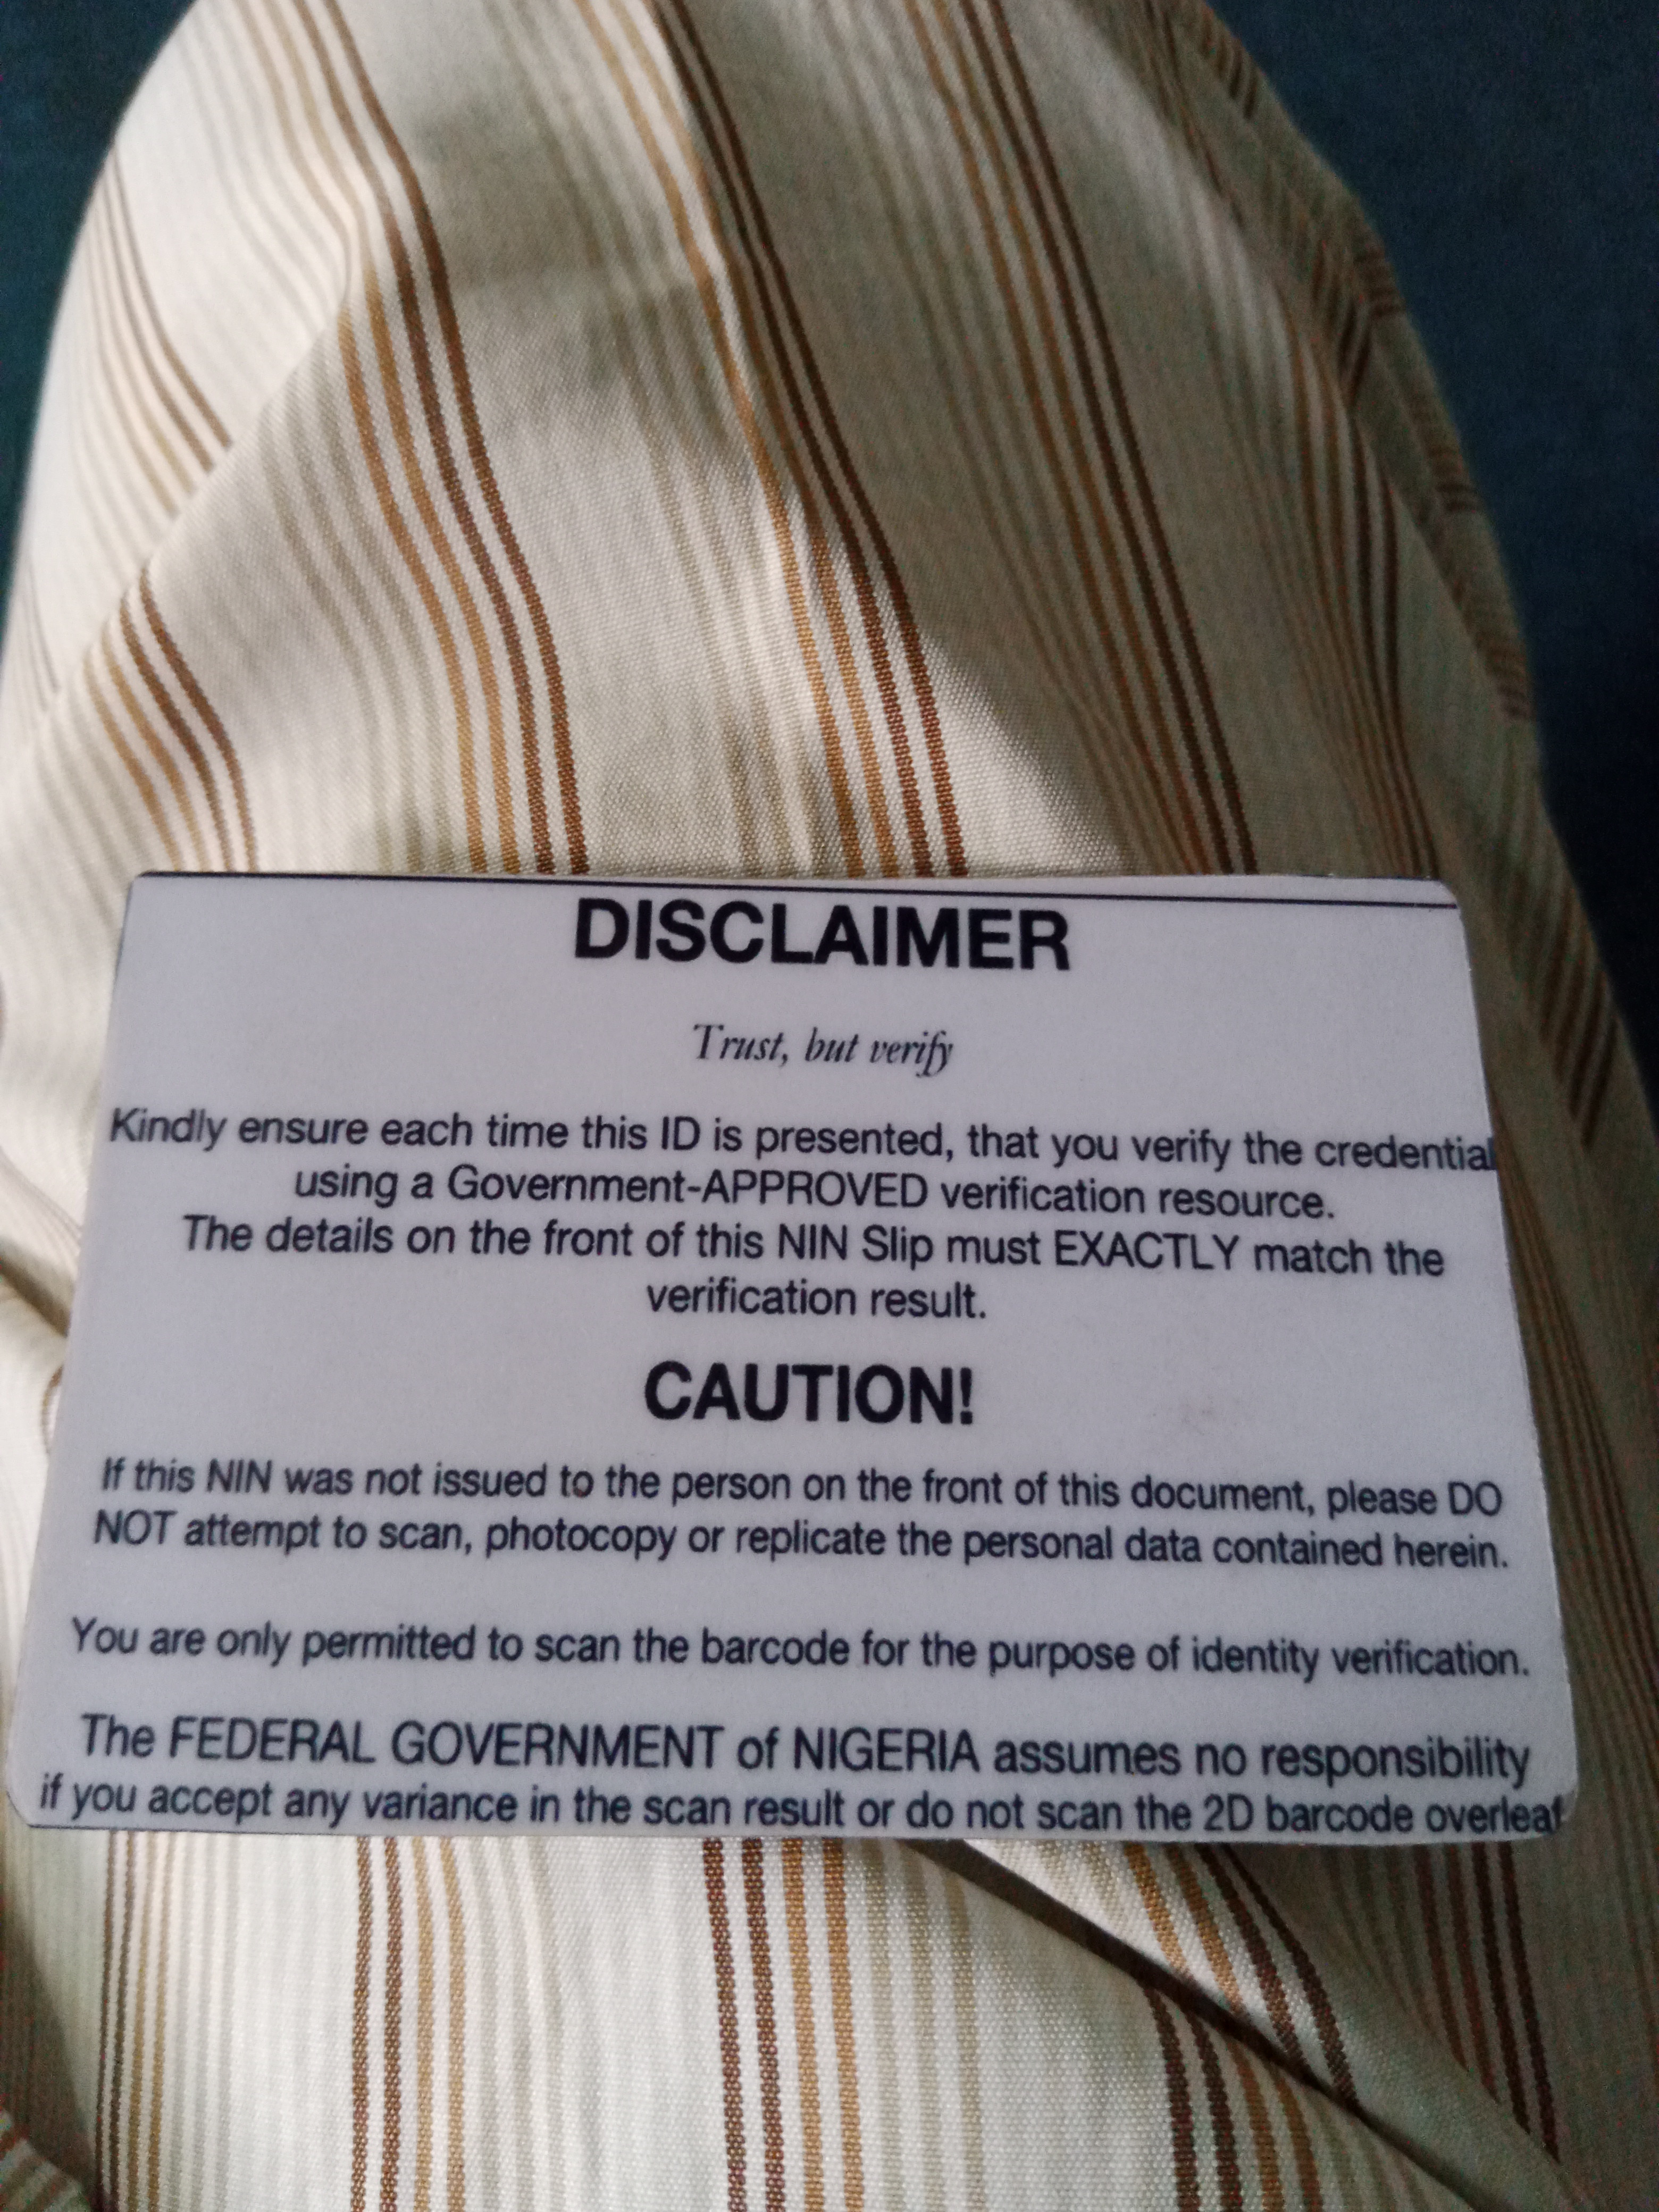 DISCLAIMER
Trust, but verify
Kindly ensure each time this ID is presented, that you verify the credential
using a Government-APPROVED verification resource.
The details on the front of this NIN Slip must EXACTLY match the
verification result.
CAUTION!
If this NIN was not issued to the person on the front of this document, please DO
NOT attempt to scan, photocopy or replicate the personal data contained herein.
You are only permitted to scan the barcode for the purpose of identity verification.
The FEDERAL GOVERNMENT of NIGERIA assumes no responsibility
if you accept any variance in the scan result or do not scan the 2D barcode overleaf